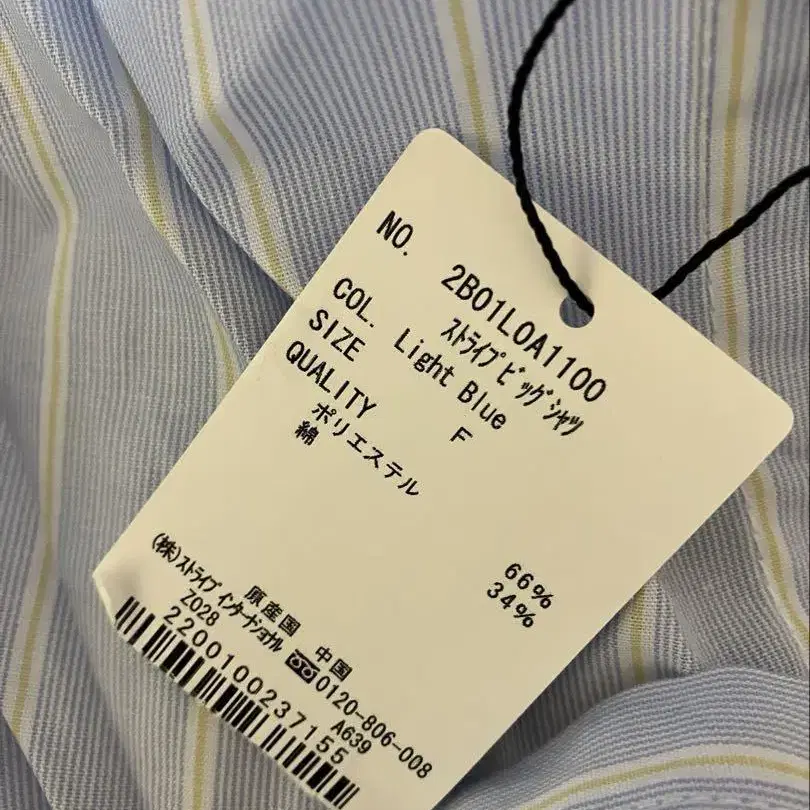 NO. 2B01L0A1100
ｽﾄﾗｲﾌﾟﾋﾞｯｸﾞｼｬﾂ
COL. Light Blue
SIZE F
QUALITY
ポリエステル 66%
綿 34%
原産国 中国
(株)ｽﾄﾗｲﾌﾟｲﾝﾀｰﾅｼｮﾅﾙ 0120-806-008
Z028 A639
2200100237155